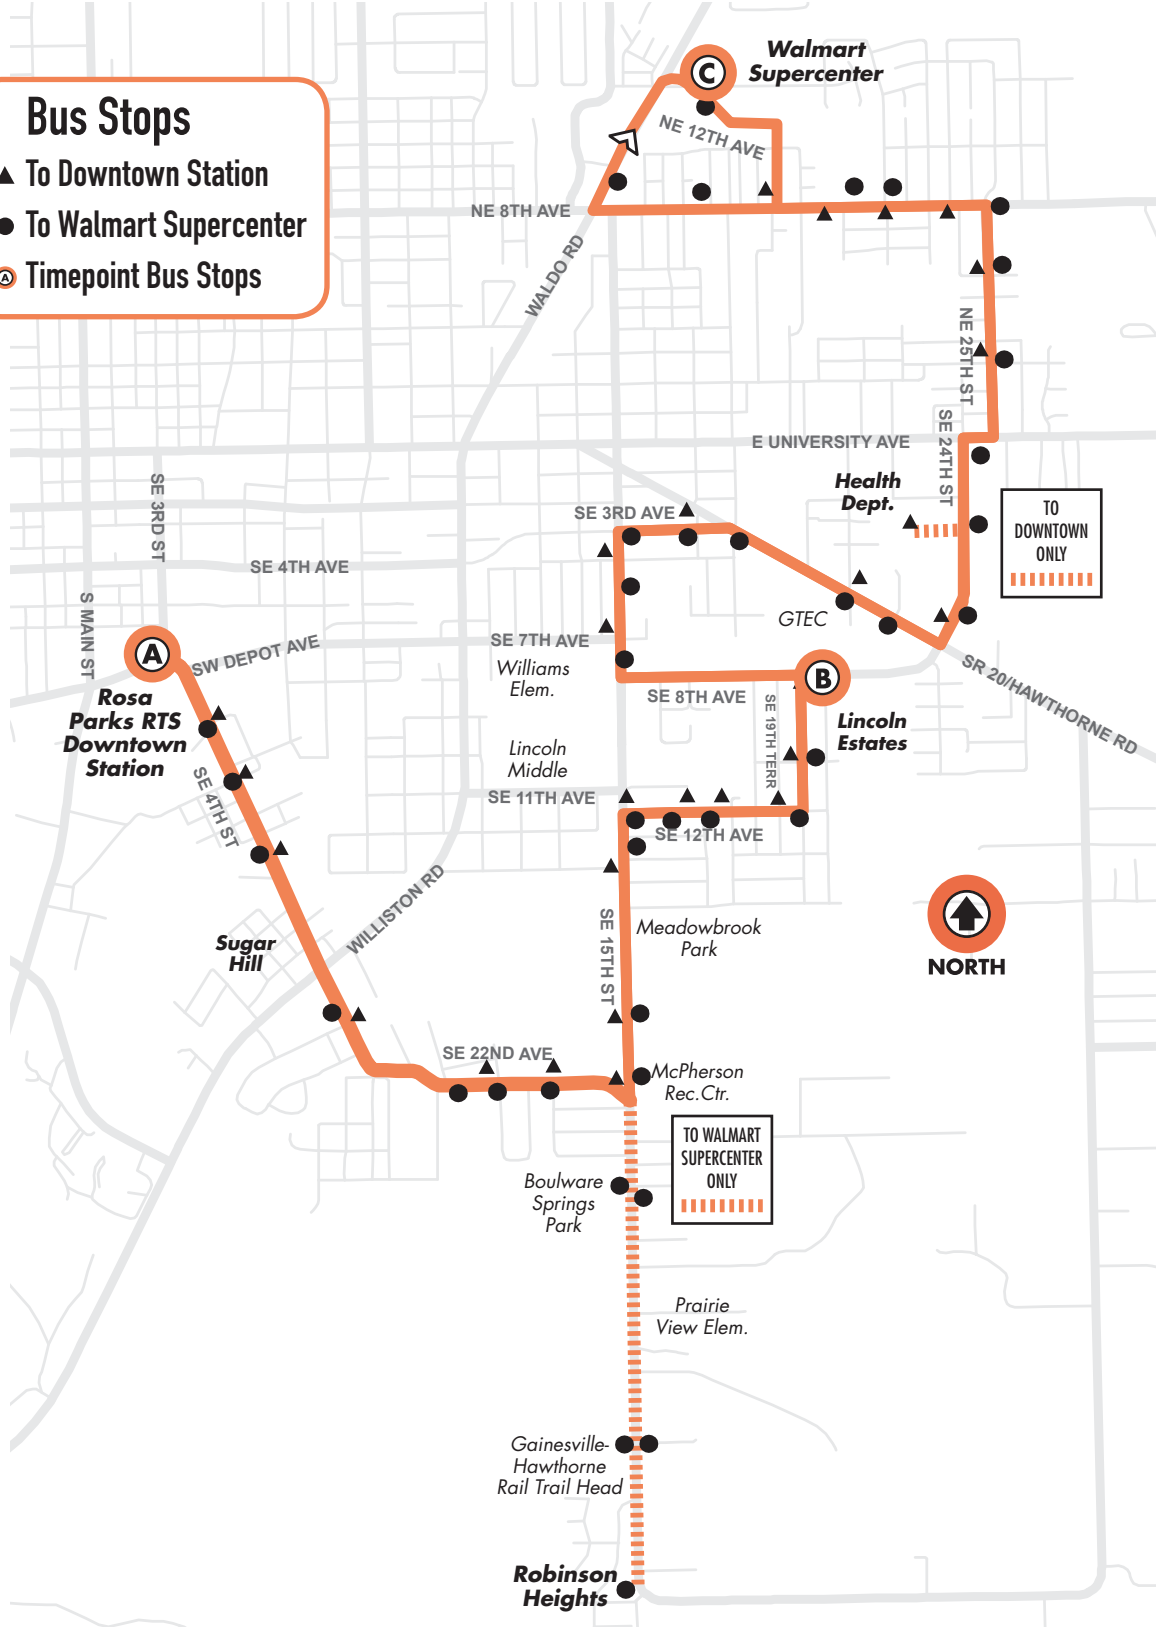 Walmart
Supercenter
C
Bus Stops
To Downtown Station
To Walmart Supercenter
A
Timepoint Bus Stops
NE 12TH AVE
NE 8TH AVE
WALDO RD
NE 25TH ST
E UNIVERSITY AVE
SE 24TH ST
Health
Dept.
TO
DOWNTOWN
ONLY
SE 3RD ST
SE 3RD AVE
SE 4TH AVE
S MAIN ST
GTEC
SE 7TH AVE
SW DEPOT AVE
A
Williams
Elem.
B
SR 20/HAWTHORNE RD
Rosa
Parks RTS
Downtown
Station
SE 8TH AVE
SE 19TH TERR
Lincoln
Estates
Lincoln
Middle
SE 4TH ST
SE 11TH AVE
SE 12TH AVE
WILLISTON RD
Sugar
Hill
SE 15TH ST
Meadowbrook
Park
NORTH
SE 22ND AVE
McPherson
Rec.Ctr.
TO WALMART
SUPERCENTER
ONLY
Boulware
Springs
Park
Prairie
View Elem.
Gainesville-
Hawthorne
Rail Trail Head
Robinson
Heights